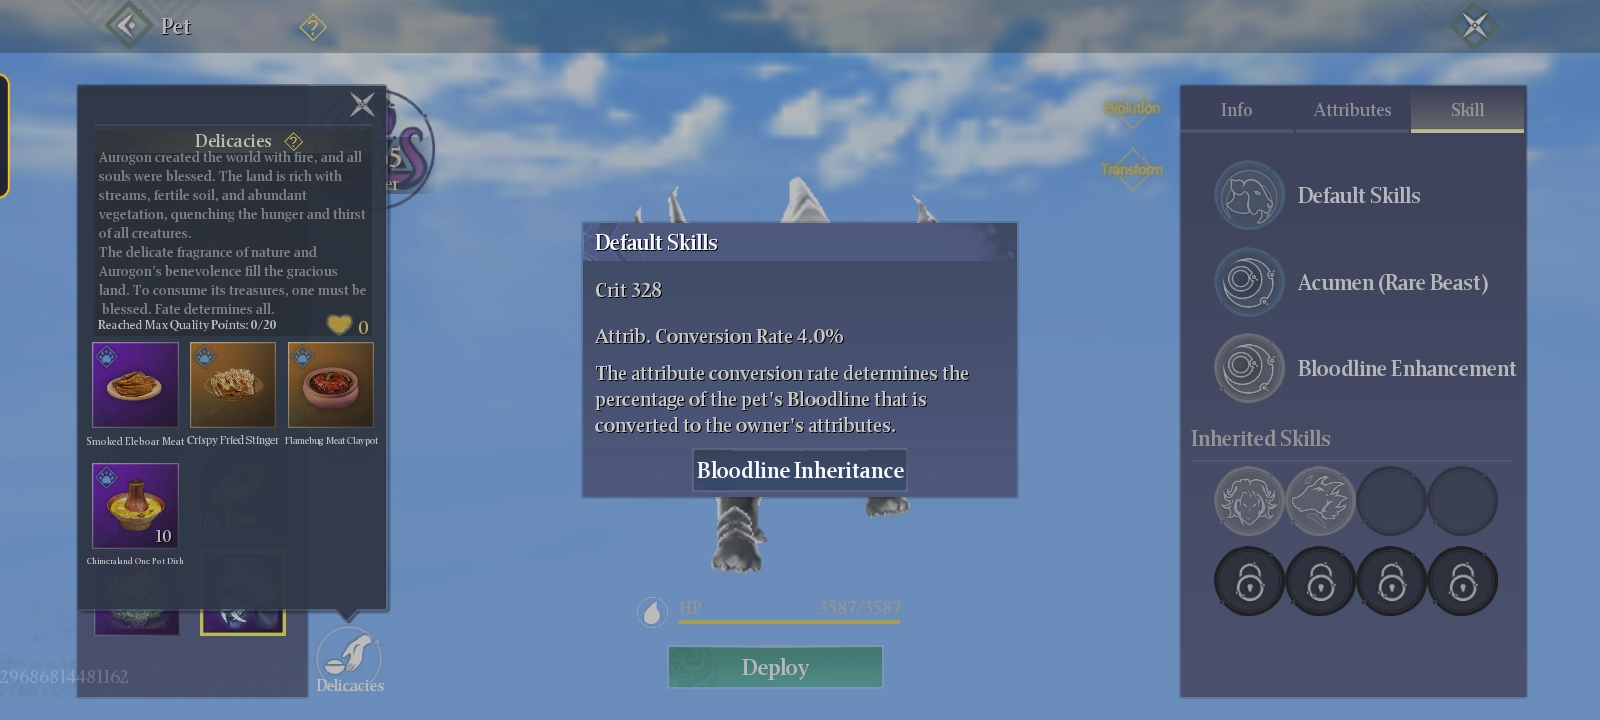 Pet
?
Delicacies ?
Aurogon created the world with fire, and all
souls were blessed. The land is rich with
streams, fertile soil, and abundant
vegetation, quenching the hunger and thirst
of all creatures.
The delicate fragrance of nature and
Aurogon's benevolence fill the gracious
land. To consume its treasures, one must be
blessed. Fate determines all.
Reached Max Quality Points: 0/20
0
Smoked Eleboar Meat
Crispy Fried Stinger
Flamebug Meat Claypot
10
Chimeraland One Pot Dish
In Use
29686814481162
Delicacies
Evolution
Transform
Default Skills
Crit 328
Attrib. Conversion Rate 4.0%
The attribute conversion rate determines the
percentage of the pet's Bloodline that is
converted to the owner's attributes.
Bloodline Inheritance
HP 3587/3587
Deploy
Info Attributes Skill
Default Skills
Acumen (Rare Beast)
Bloodline Enhancement
Inherited Skills